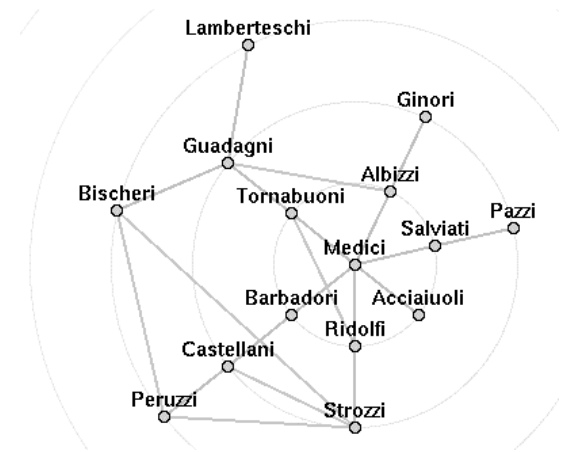 Lamberteschi
Ginori
Guadagni
Albizzi
Bischeri
Tornabuoni
Pazzi
Salviati
Medici
Barbadori
Acciaiuoli
Ridolfi
Castellani
Peruzzi
Strozzi